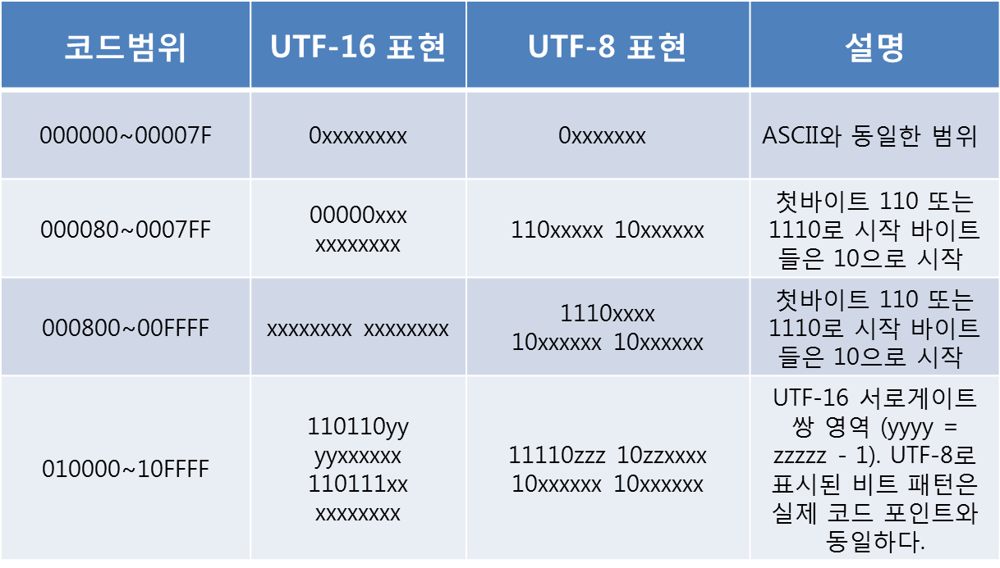 코드범위 UTF-16 표현 UTF-8 표현 설명
000000~00007F 0xxxxxxxx 0xxxxxxx ASCII와 동일한 범위
000080~0007FF
00000xxx
xxxxxxxx
110xxxxx 10xxxxxx
첫바이트 110 또는
1110로 시작 바이트
들은 10으로 시작
000800~00FFFF
xxxxxxxx xxxxxxxx
1110xxxx
10xxxxxx 10xxxxxx
첫바이트 110 또는
1110로 시작 바이트
들은 10으로 시작
010000~10FFFF
110110yy
yyxxxxxx
110111xx
xxxxxxxx
11110zzz 10zzxxxx
10xxxxxx 10xxxxxx
UTF-16 서로게이트
쌍 영역 (yyyy =
zzzzz - 1). UTF-8로
표시된 비트 패턴은
실제 코드 포인트와
동일하다.